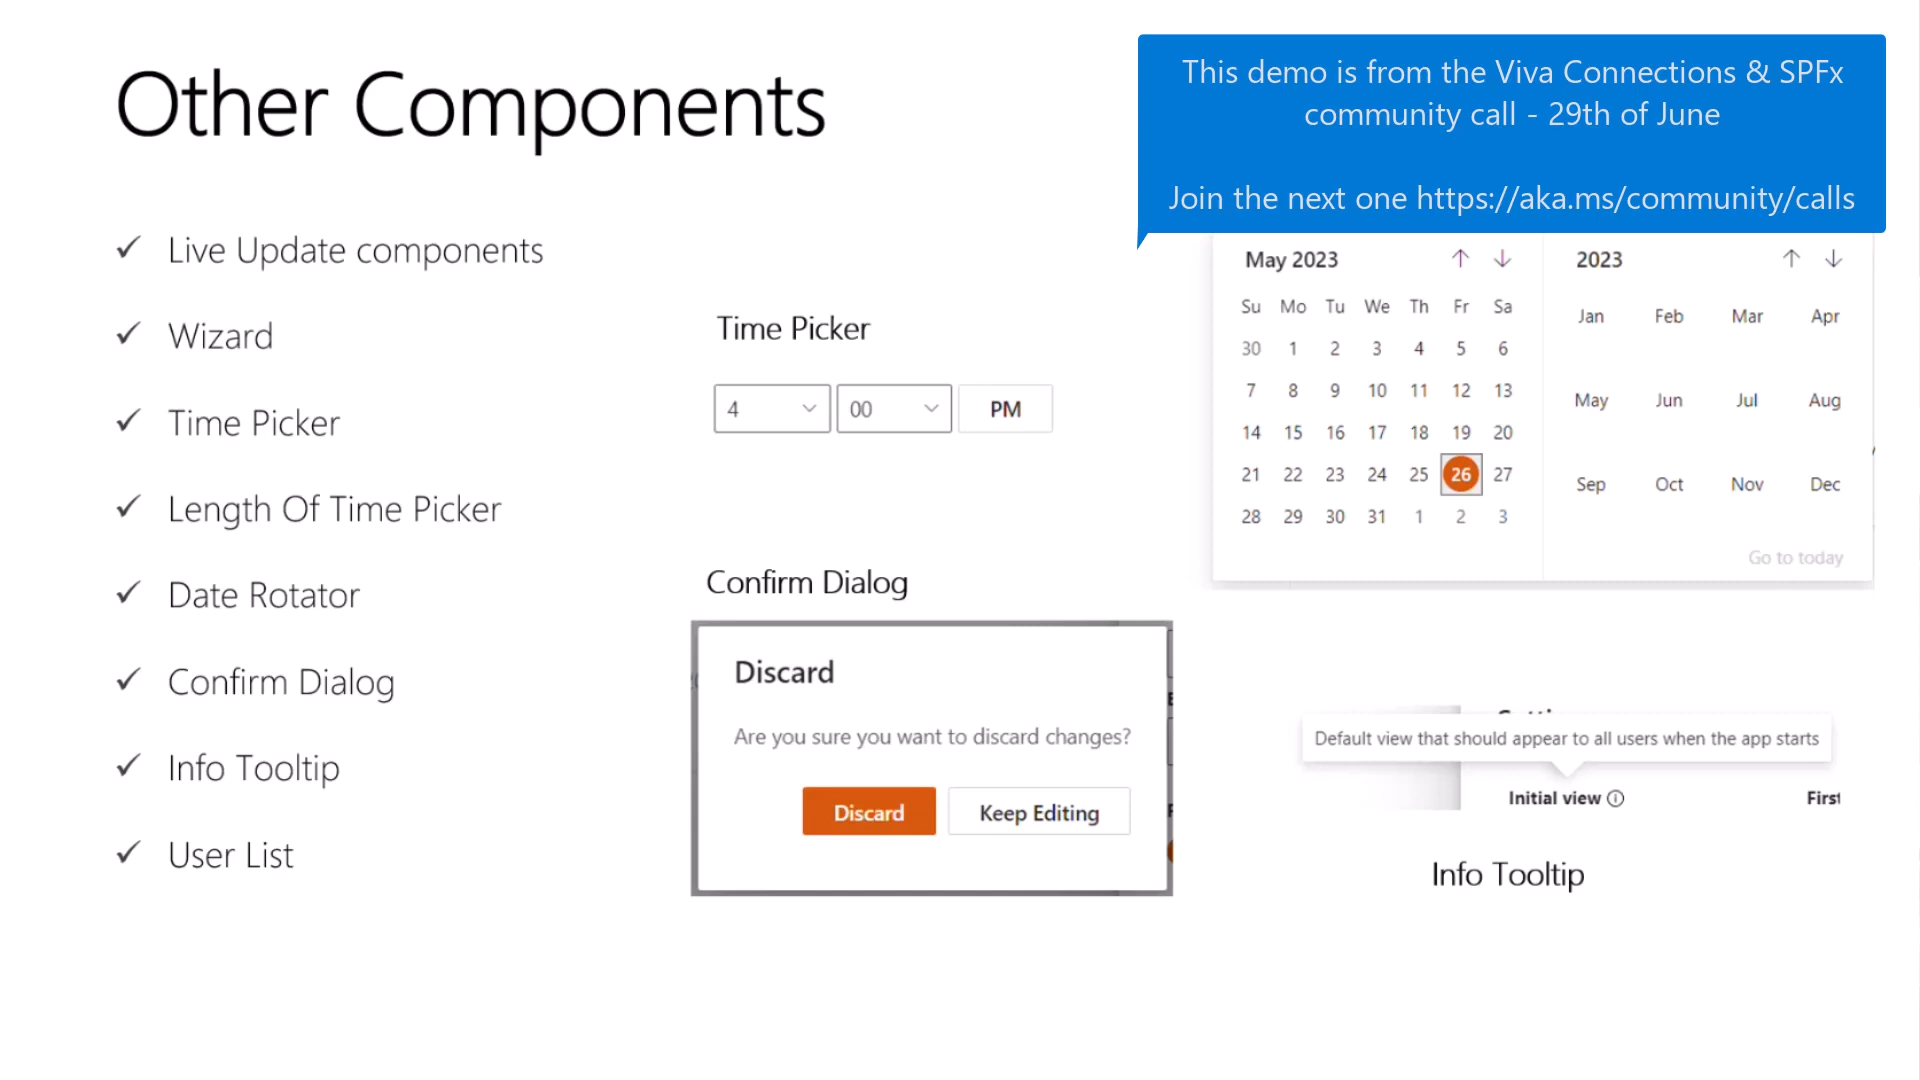 Other Components
This demo is from the Viva Connections & SPFx
community call - 29th of June
Join the next one https://aka.ms/community/calls
Live Update components
Wizard
Time Picker
Length Of Time Picker
Date Rotator
Confirm Dialog
Info Tooltip
User List
Time Picker
4 00 PM
Confirm Dialog
Discard
Are you sure you want to discard changes?
Discard Keep Editing
May 2023
Su Mo Tu We Th Fr Sa
30 1 2 3 4 5 6
7 8 9 10 11 12 13
14 15 16 17 18 19 20
21 22 23 24 25 26 27
28 29 30 31 1 2 3
2023
Jan Feb Mar Apr
May Jun Jul Aug
Sep Oct Nov Dec
Go to today
Default view that should appear to all users when the app starts
Initial view First
Info Tooltip